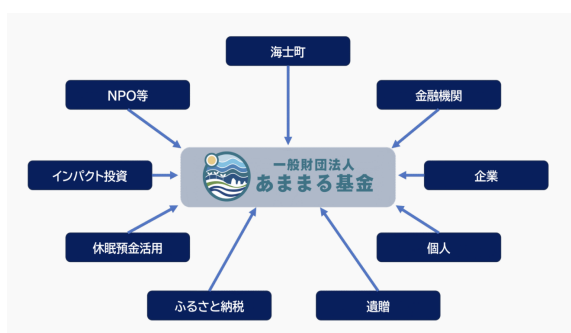 海士町
NPO等
金融機関
一般財団法人
あままる基金
インパクト投資
企業
休眠預金活用
個人
ふるさと納税
遺贈